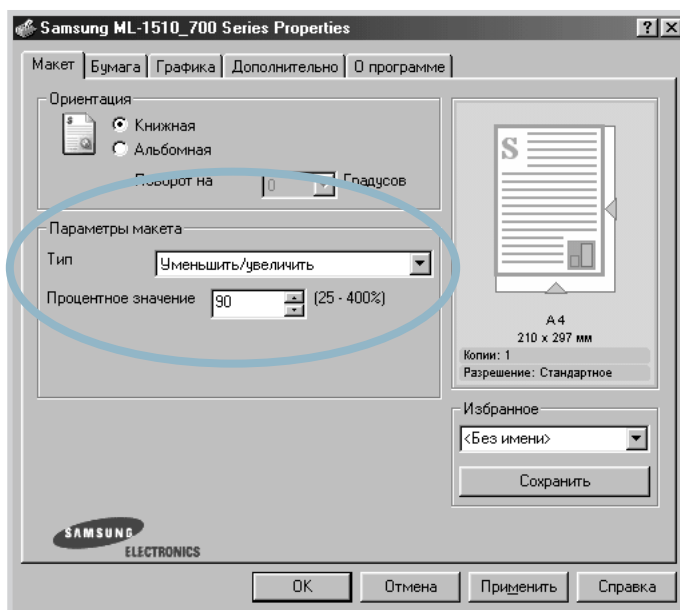 Samsung ML-1510_700 Series Properties
Макет Бумага Графика Дополнительно О программе
Ориентация
Книжная
Альбомная
Поворот на 0 Градусов
Параметры макета
Тип Уменьшить/увеличить
Процентное значение 90 (25 - 400%)
S
S
A4
210 x 297 мм
Копии: 1
Разрешение: Стандартное
Избранное
<Без имени>
Сохранить
SAMSUNG
ELECTRONICS
OK Отмена Применить Справка